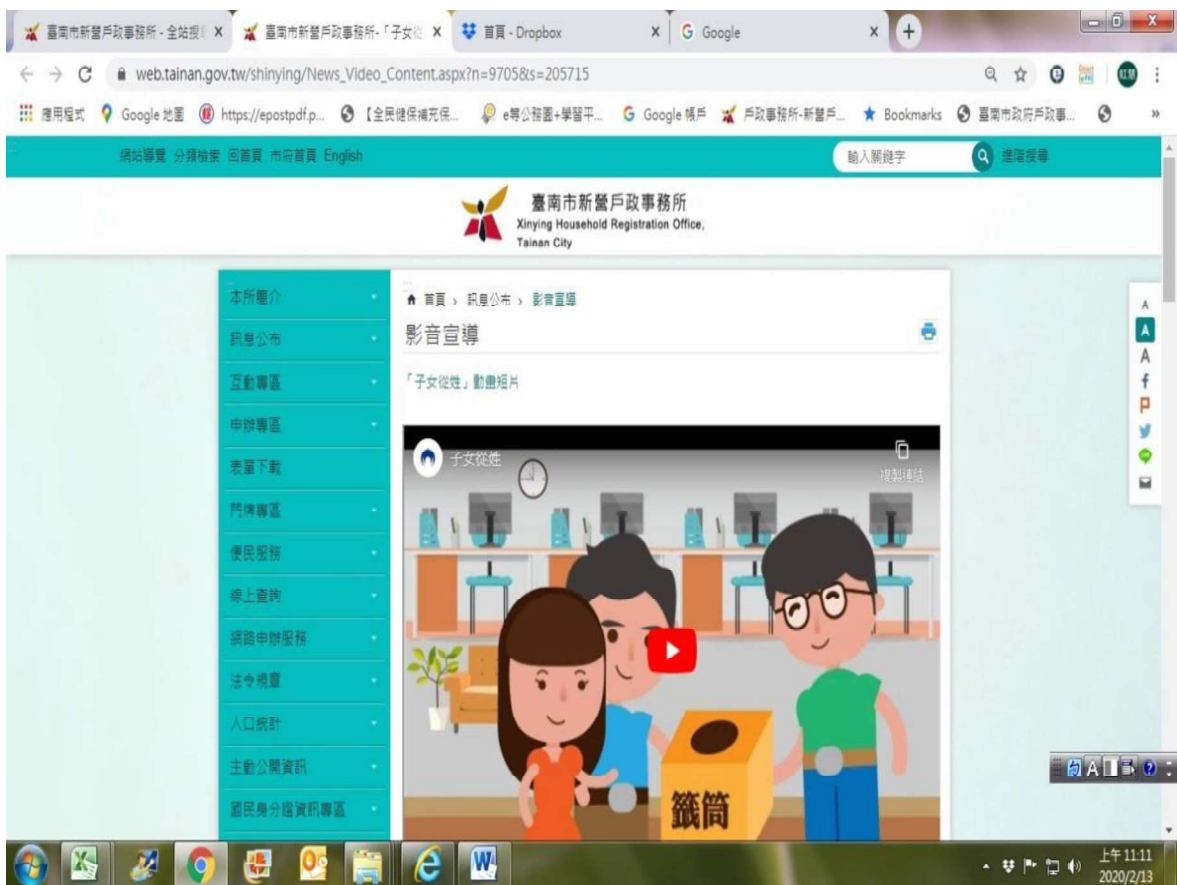 臺南市新營戶政事務所 - 全站搜
臺南市新營戶政事務所-「子女從
首頁 - Dropbox
Google
web.tainan.gov.tw/shinying/News_Video_Content.aspx?n=9705&s=205715
應用程式
Google 地圖
https://epostpdf.p...
【全民健保補充保...
e等公務園+學習平...
Google 帳戶
戶政事務所-新營戶...
Bookmarks
臺南市政府戶政事...
»
網站導覽 分類檢索 回首頁 市府首頁 English
輸入關鍵字
進階搜尋
臺南市新營戶政事務所
Xinying Household Registration Office,
Tainan City
本所簡介
訊息公布
互動專區
申辦專區
表單下載
門牌專區
便民服務
線上查詢
網路申辦服務
法令規章
人口統計
主動公開資訊
國民身分證資訊專區
首頁 › 訊息公布 › 影音宣導
影音宣導
「子女從姓」動畫短片
子女從姓
複製連結
籤筒
A
A
A
上午 11:11
2020/2/13